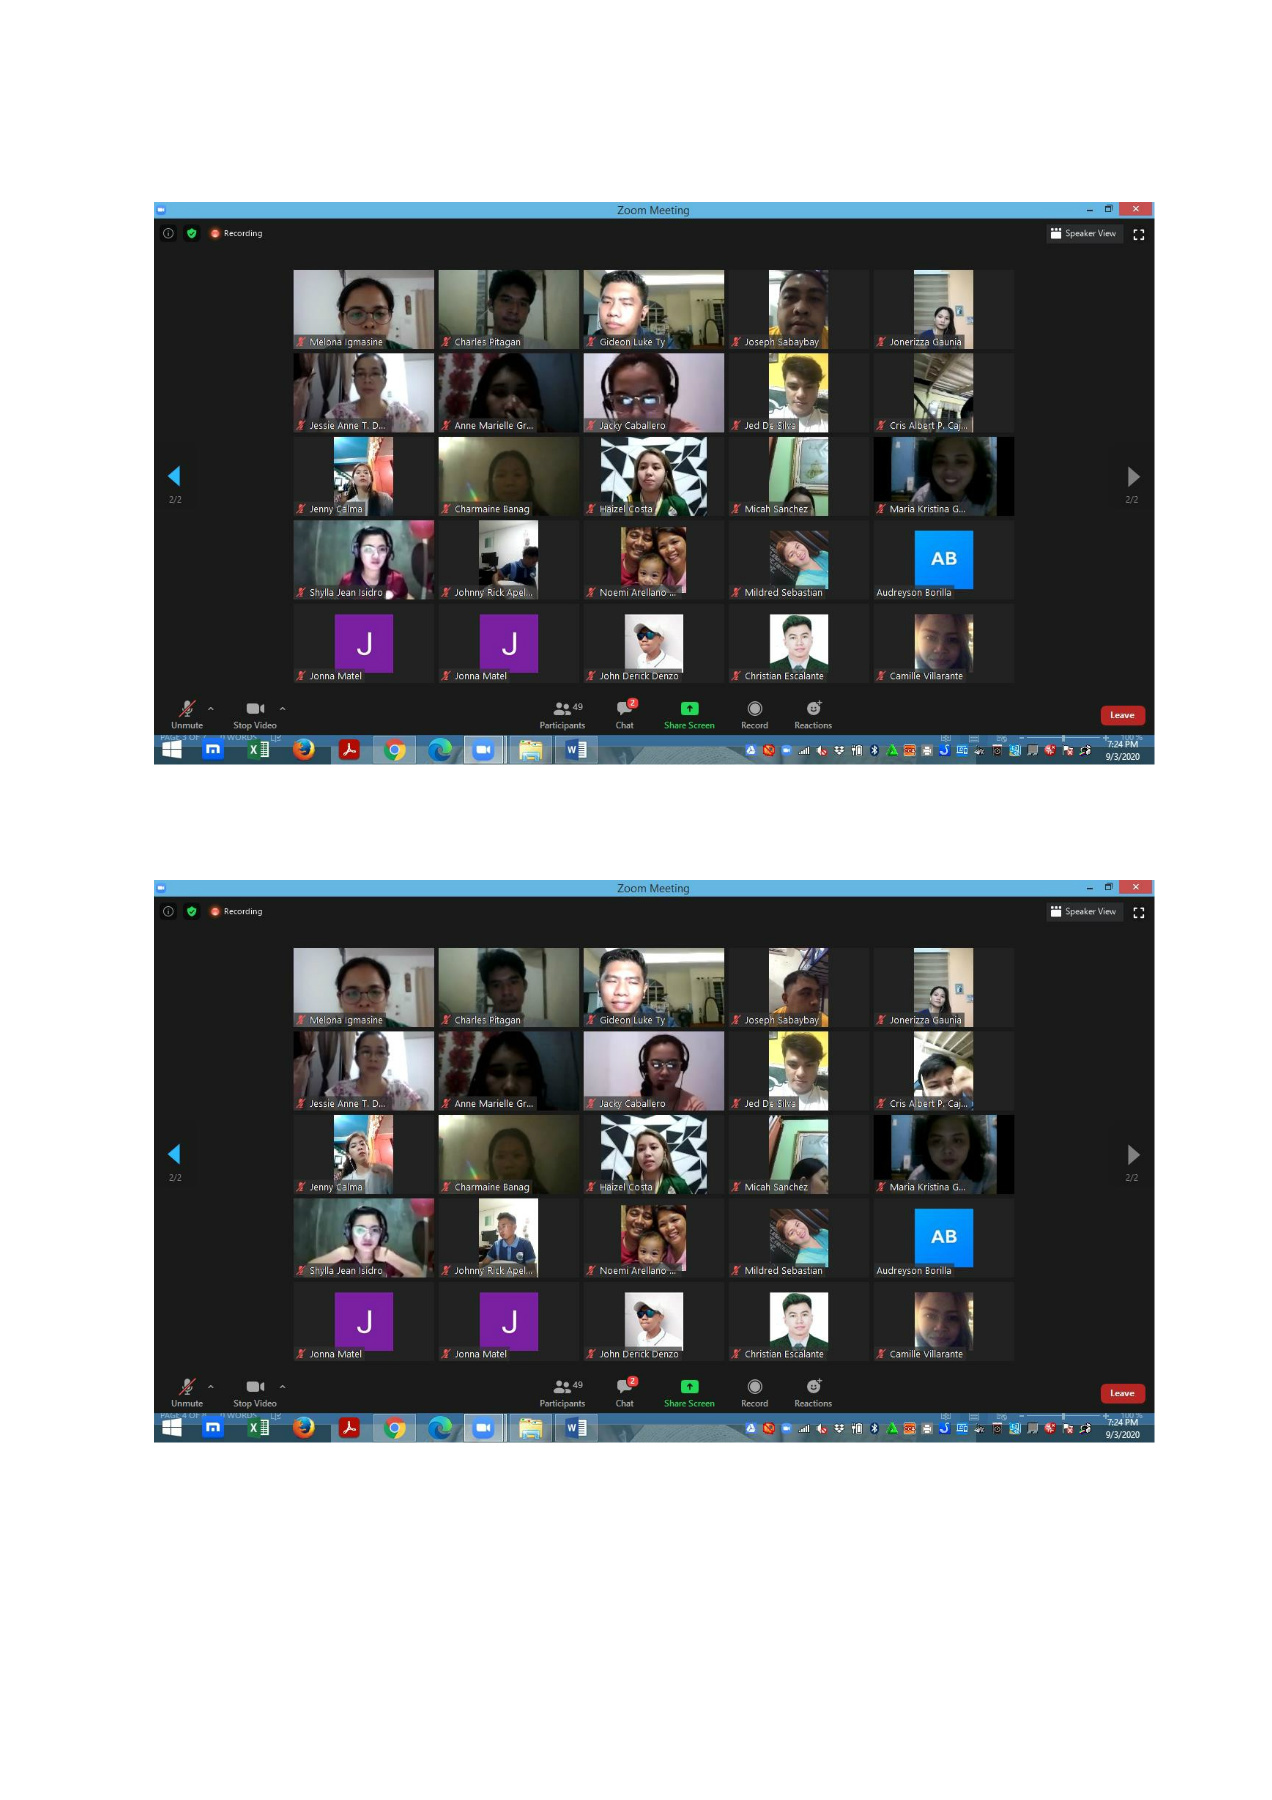 Zoom Meeting
Recording
Speaker View
Melona Igmasine
Charles Pitagan
Gideon Luke Ty
Joseph Sabaybay
Jonerizza Gaunia
Jessie Anne T. D...
Anne Marielle Gr...
Jacky Caballero
Jed De Silva
Cris Albert P. Caj...
2/2
Jenny Calma
Charmaine Banag
Haizel Costa
Micah Sanchez
Maria Kristina G...
2/2
Shylla Jean Isidro
Johnny Rick Apel...
Noemi Arellano ...
Mildred Sebastian
AB
Audreyson Borilla
J
Jonna Matel
J
Jonna Matel
John Derick Denzo
Christian Escalante
Camille Villarante
Unmute
Stop Video
49
Participants
2
Chat
Share Screen
Record
Reactions
Leave
7:24 PM
9/3/2020
Zoom Meeting
Recording
Speaker View
Melona Igmasine
Charles Pitagan
Gideon Luke Ty
Joseph Sabaybay
Jonerizza Gaunia
Jessie Anne T. D...
Anne Marielle Gr...
Jacky Caballero
Jed De Silva
Cris Albert P. Caj...
2/2
Jenny Calma
Charmaine Banag
Haizel Costa
Micah Sanchez
Maria Kristina G...
2/2
Shylla Jean Isidro
Johnny Rick Apel...
Noemi Arellano ...
Mildred Sebastian
AB
Audreyson Borilla
J
Jonna Matel
J
Jonna Matel
John Derick Denzo
Christian Escalante
Camille Villarante
Unmute
Stop Video
49
Participants
2
Chat
Share Screen
Record
Reactions
Leave
7:24 PM
9/3/2020